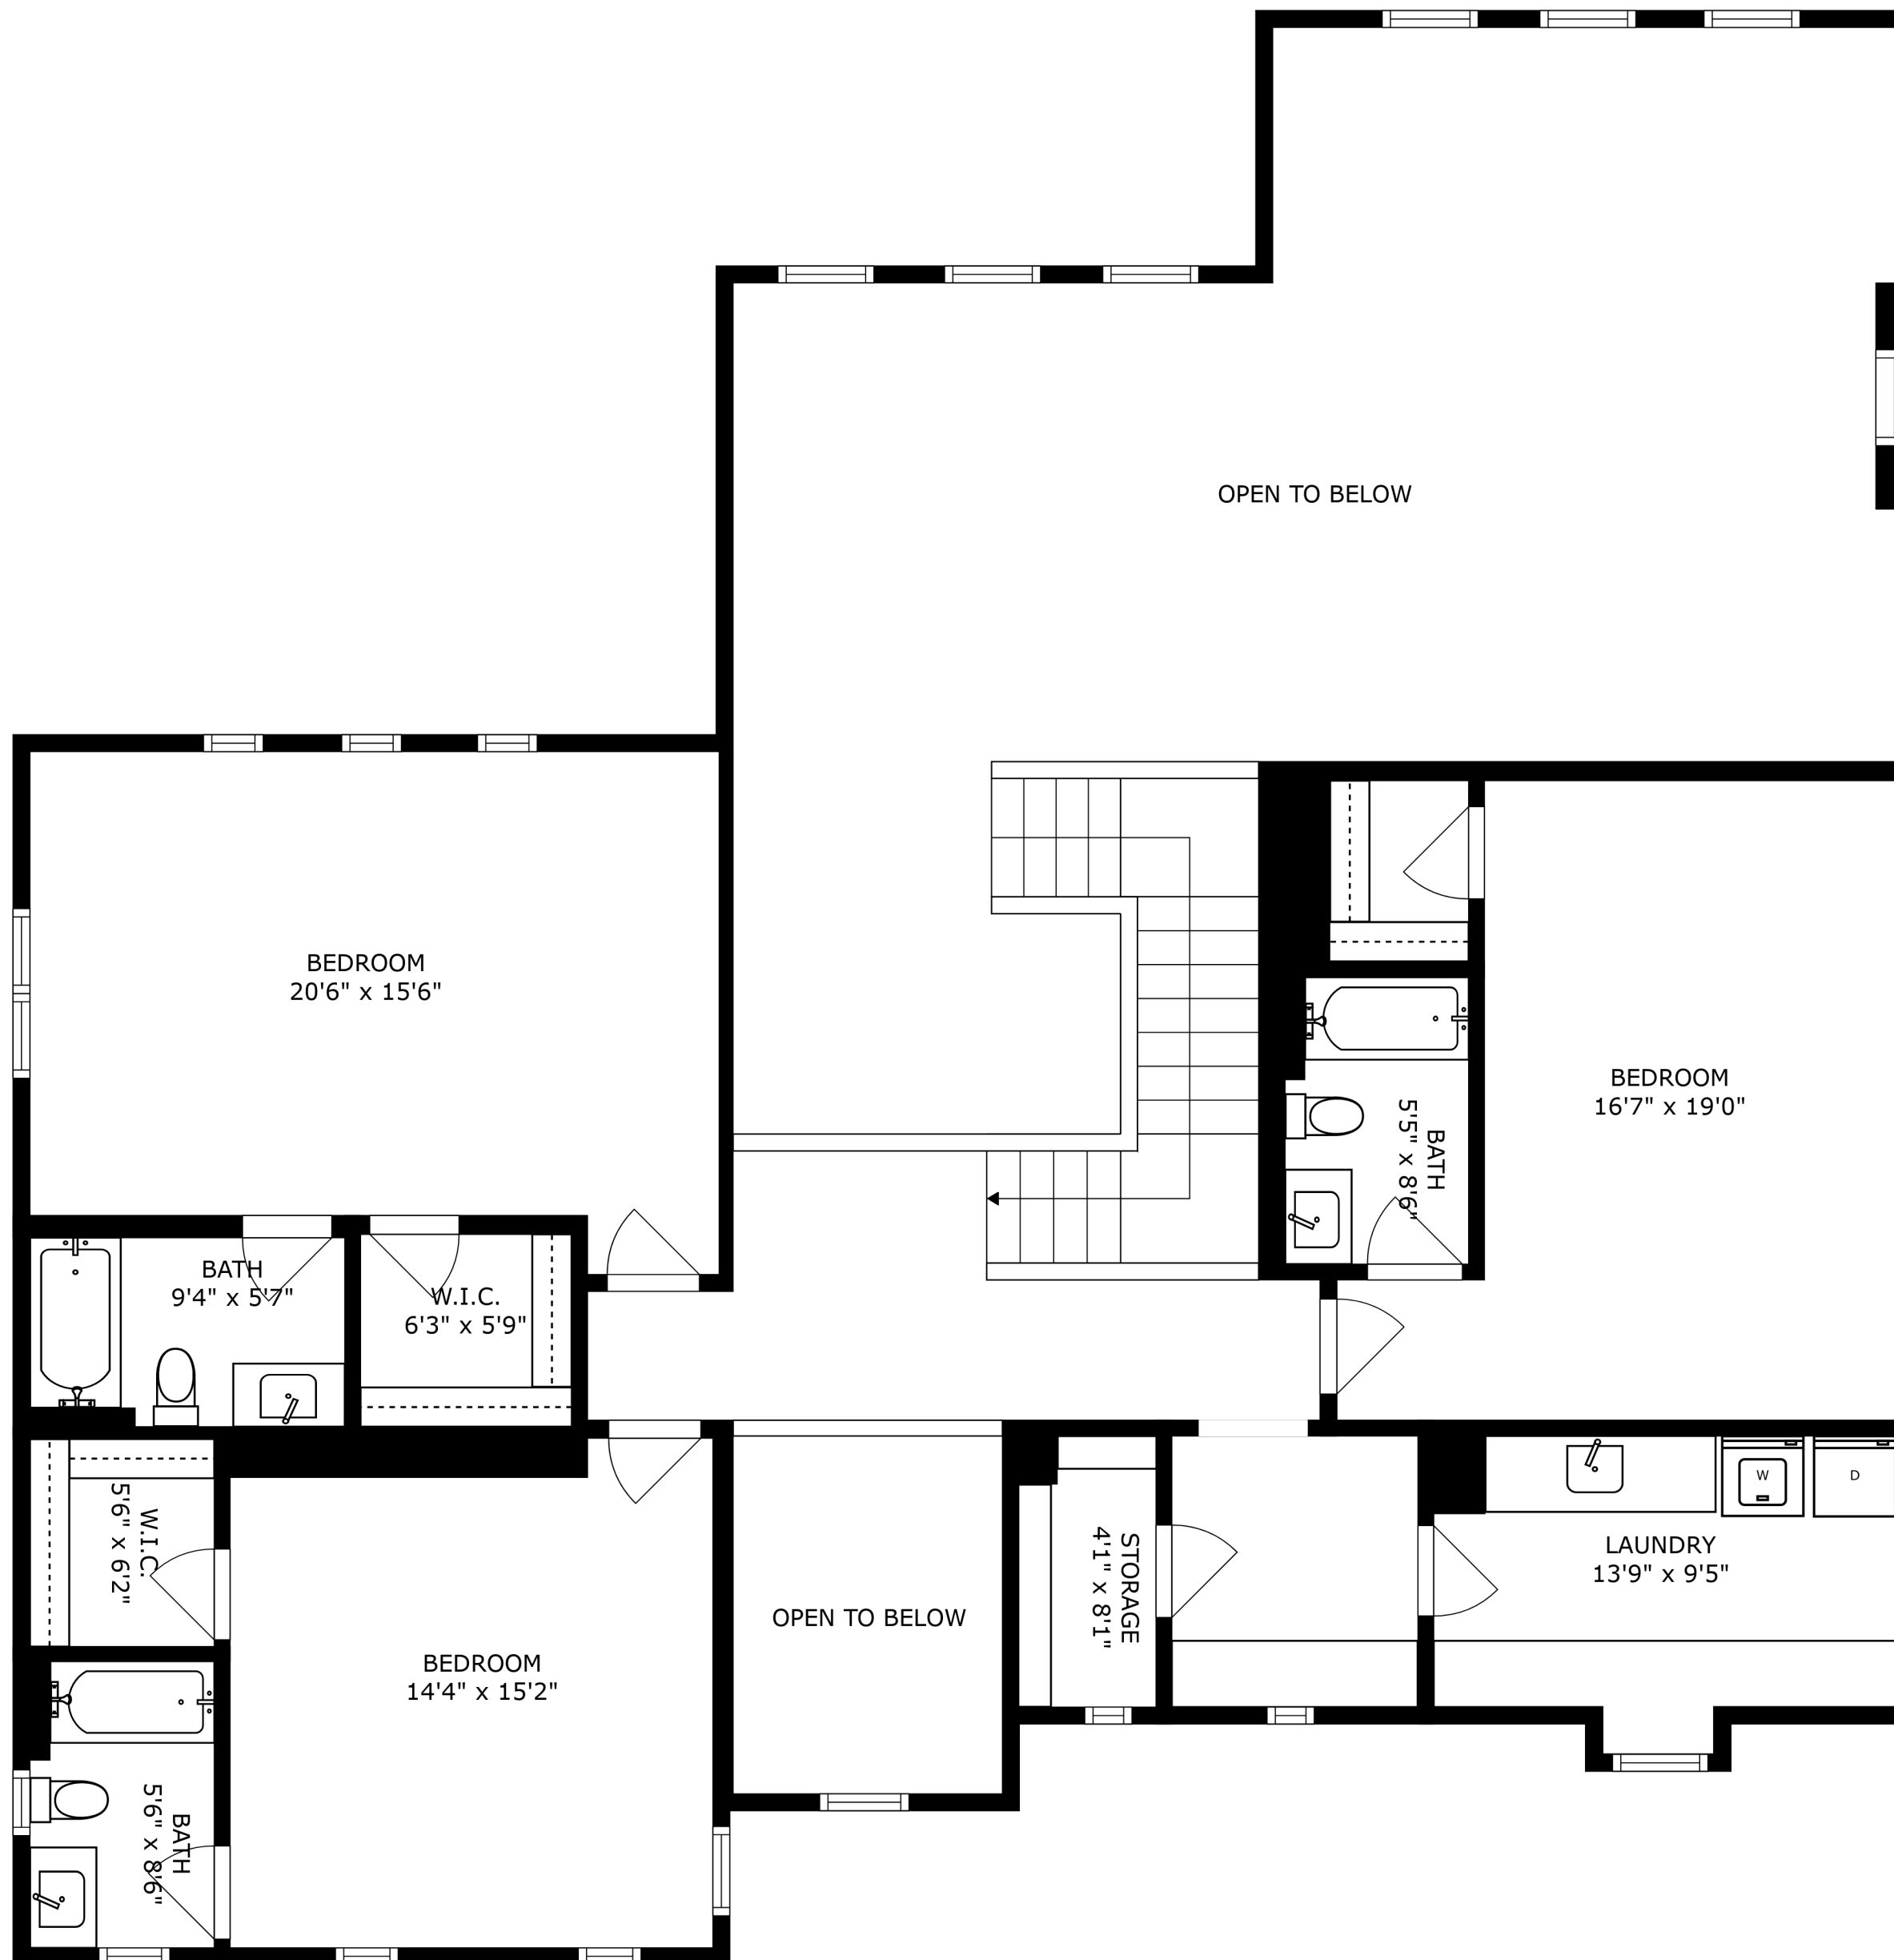 OPEN TO BELOW
BEDROOM
20'6" x 15'6"
BEDROOM
16'7" x 19'0"
BATH
5'5" x 8'6"
BATH
9'4" x 5'7"
W.I.C.
6'3" x 5'9"
W.I.C.
5'6" x 6'2"
STORAGE
4'1" x 8'1"
W
D
LAUNDRY
13'9" x 9'5"
OPEN TO BELOW
BEDROOM
14'4" x 15'2"
BATH
5'6" x 8'6"